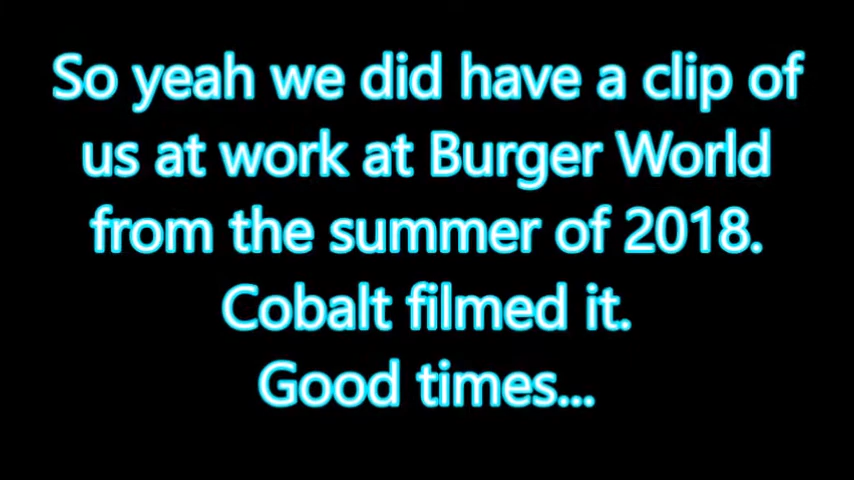 So yeah we did have a clip of
us at work at Burger World
from the summer of 2018.
Cobalt filmed it.
Good times...